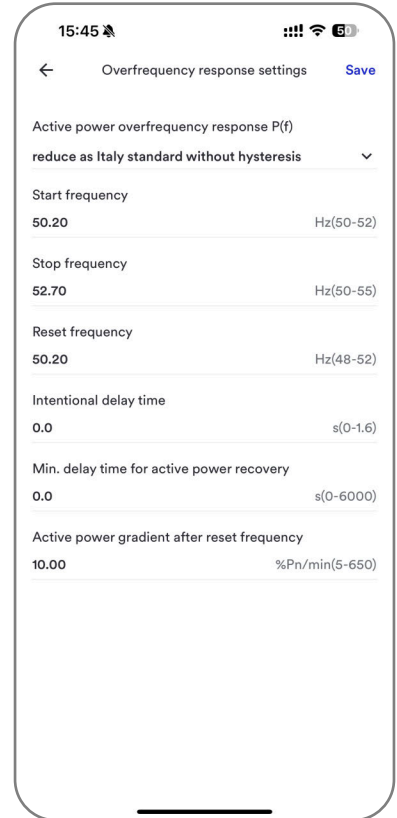 15:45
50
Overfrequency response settings Save
Active power overfrequency response P(f)
reduce as Italy standard without hysteresis
Start frequency
50.20 Hz(50-52)
Stop frequency
52.70 Hz(50-55)
Reset frequency
50.20 Hz(48-52)
Intentional delay time
0.0 s(0-1.6)
Min. delay time for active power recovery
0.0 s(0-6000)
Active power gradient after reset frequency
10.00 %Pn/min(5-650)